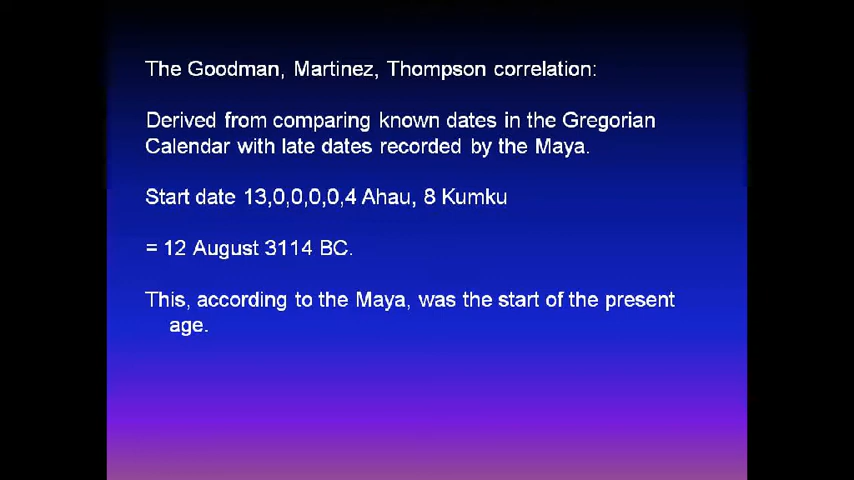 The Goodman, Martinez, Thompson correlation:
Derived from comparing known dates in the Gregorian
Calendar with late dates recorded by the Maya.
Start date 13,0,0,0,0,4 Ahau, 8 Kumku
= 12 August 3114 BC.
This, according to the Maya, was the start of the present
age.